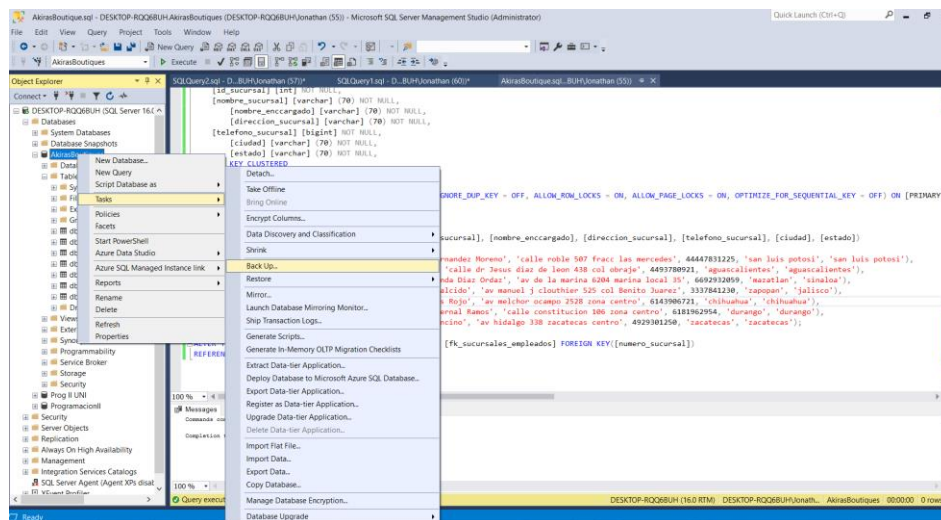 AkirasBoutique.sql - DESKTOP-RQQ6BUH.AkirasBoutiques (DESKTOP-RQQ6BUH\Jonathan (55)) - Microsoft SQL Server Management Studio (Administrator)
Quick Launch (Ctrl+Q)
File Edit View Query Project Tools Window Help
New Query
AkirasBoutiques
Execute
Object Explorer
SQLQuery2.sql - D...BUH\Jonathan (57))*
SQLQuery1.sql - D...BUH\Jonathan (60))*
AkirasBoutique.sql...BUH\Jonathan (55))
Connect
DESKTOP-RQQ6BUH (SQL Server 16.0
Databases
System Databases
Database Snapshots
Table
View
Exter
Programmability
Service Broker
Storage
Security
Prog II UNI
ProgramacionII
Security
Server Objects
Replication
Always On High Availability
Management
Integration Services Catalogs
SQL Server Agent (Agent XPs disab
XEvent Profiler
New Database...
New Query
Script Database as
Tasks
Policies
Facets
Start PowerShell
Azure Data Studio
Azure SQL Managed Instance link
Reports
Rename
Delete
Refresh
Properties
Detach...
Take Offline
Bring Online
Encrypt Columns...
Data Discovery and Classification
Shrink
Back Up...
Restore
Mirror...
Launch Database Mirroring Monitor...
Ship Transaction Logs...
Generate Scripts...
Generate In-Memory OLTP Migration Checklists
Extract Data-tier Application...
Deploy Database to Microsoft Azure SQL Database...
Export Data-tier Application...
Register as Data-tier Application...
Upgrade Data-tier Application...
Delete Data-tier Application...
Import Flat File...
Import Data...
Export Data...
Copy Database...
Manage Database Encryption...
Database Upgrade
[id_sucursal] [int] NOT NULL,
[nombre_sucursal] [varchar] (70) NOT NULL,
[nombre_enccargado] [varchar] (70) NOT NULL,
[direccion_sucursal] [varchar] (70) NOT NULL,
[telefono_sucursal] [bigint] NOT NULL,
[ciudad] [varchar] (70) NOT NULL,
[estado] [varchar] (70) NOT NULL,
KEY CLUSTERED
IGNORE_DUP_KEY = OFF, ALLOW_ROW_LOCKS = ON, ALLOW_PAGE_LOCKS = ON, OPTIMIZE_FOR_SEQUENTIAL_KEY = OFF) ON [PRIMARY
sucursal], [nombre_enccargado], [direccion_sucursal], [telefono_sucursal], [ciudad], [estado])
rnandez Moreno', 'calle roble 507 fracc las mercedes', 44447831225, 'san luis potosi', 'san luis potosi'),
'calle dr Jesus diaz de leon 438 col obraje', 4493780921, 'aguascalientes', 'aguascalientes'),
nda Diaz Ordaz', 'av de la marina 6204 marina local 35', 6692932059, 'mazatlan', 'sinaloa'),
alcido', 'av manuel j clouthier 525 col Benito Juarez', 3337841230, 'zapopan', 'jalisco'),
s Rojo', 'av melchor ocampo 2528 zona centro', 6143906721, 'chihuahua', 'chihuahua'),
ernal Ramos', 'calle constitucion 106 zona centro', 6181962954, 'durango', 'durango'),
ncino', 'av hidalgo 338 zacatecas centro', 4929301250, 'zacatecas', 'zacatecas');
[fk_sucursales_empleados] FOREIGN KEY([numero_sucursal])
REFEREN
100 %
Messages
Commands
Completion
100 %
Query execut
DESKTOP-RQQ6BUH (16.0 RTM) DESKTOP-RQQ6BUH\Jonath... AkirasBoutiques 00:00:00 0 rows
Ready